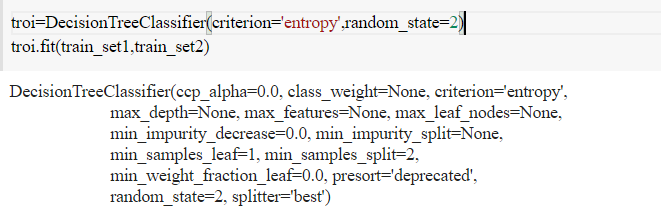 troi=DecisionTreeClassifier(criterion='entropy',random_state=2)
troi.fit(train_set1,train_set2)
DecisionTreeClassifier(ccp_alpha=0.0, class_weight=None, criterion='entropy',
max_depth=None, max_features=None, max_leaf_nodes=None,
min_impurity_decrease=0.0, min_impurity_split=None,
min_samples_leaf=1, min_samples_split=2,
min_weight_fraction_leaf=0.0, presort='deprecated',
random_state=2, splitter='best')